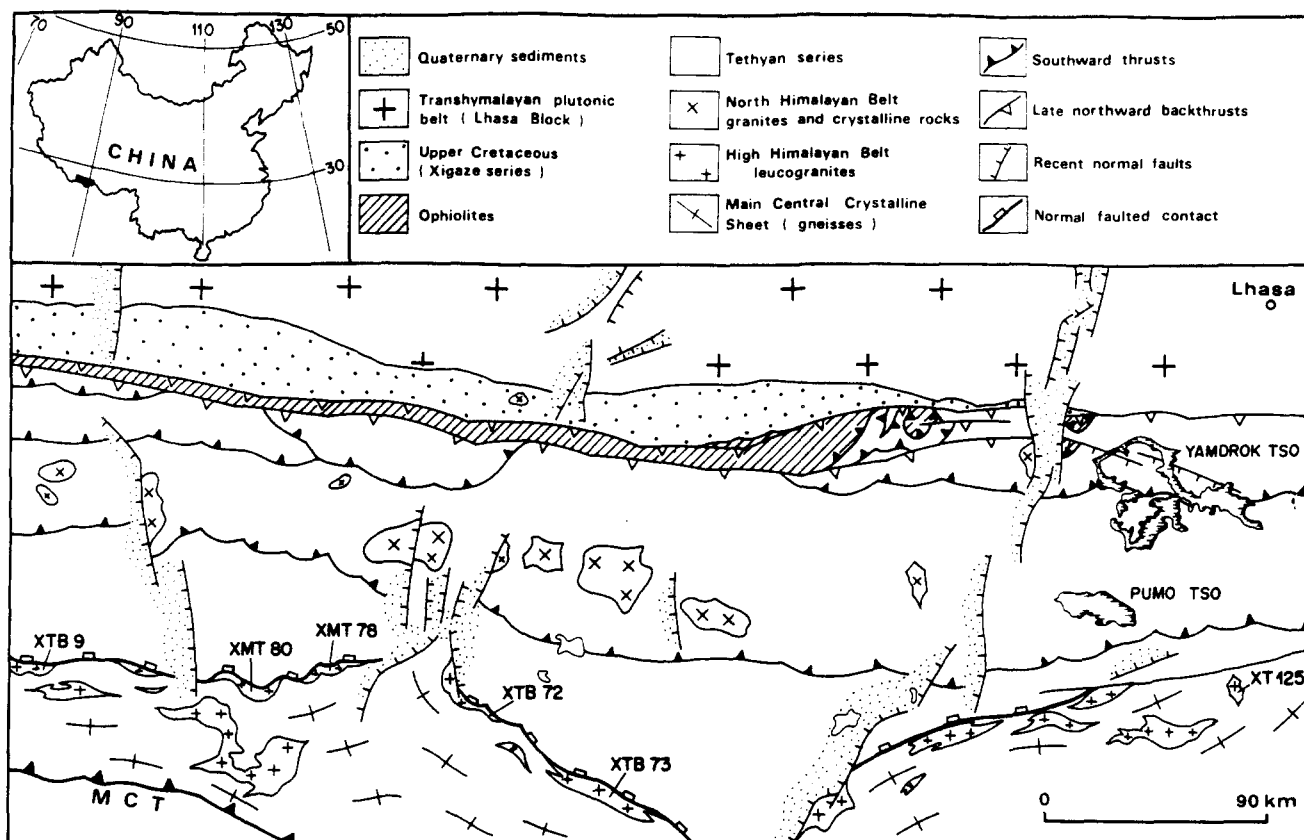 70
90
110
130
50
CHINA
30
Quaternary sediments
Transhymalayan plutonic
belt ( Lhasa Block )
Upper Cretaceous
( Xigaze series )
Ophiolites
Tethyan series
North Himalayan Belt
granites and crystalline rocks
High Himalayan Belt
leucogranites
Main Central Crystalline
Sheet ( gneisses )
Southward thrusts
Late northward backthrusts
Recent normal faults
Normal faulted contact
Lhasa
YAMDROK TSO
PUMO TSO
XTB 9
XMT 80
XMT 78
XTB 72
XT 125
XTB 73
MCT
0
90 km